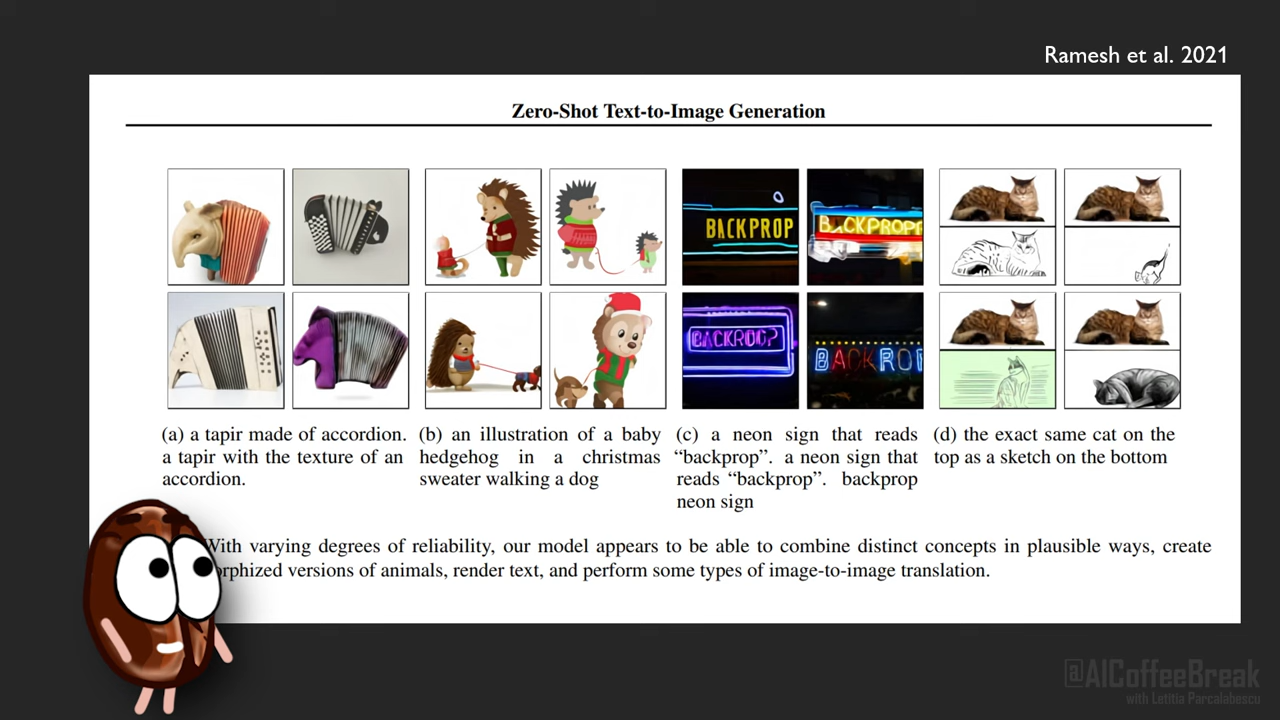 Ramesh et al. 2021
Zero-Shot Text-to-Image Generation
BACKPROP
BACKPROPP
BACKROP
(a) a tapir made of accordion.
a tapir with the texture of an
accordion.
(b) an illustration of a baby
hedgehog in a christmas
sweater walking a dog
(c) a neon sign that reads
“backprop”. a neon sign that
reads “backprop”. backprop
neon sign
(d) the exact same cat on the
top as a sketch on the bottom
With varying degrees of reliability, our model appears to be able to combine distinct concepts in plausible ways, create
versions of animals, render text, and perform some types of image-to-image translation.
@AICoffeeBreak
with Letitia Parcalabescu